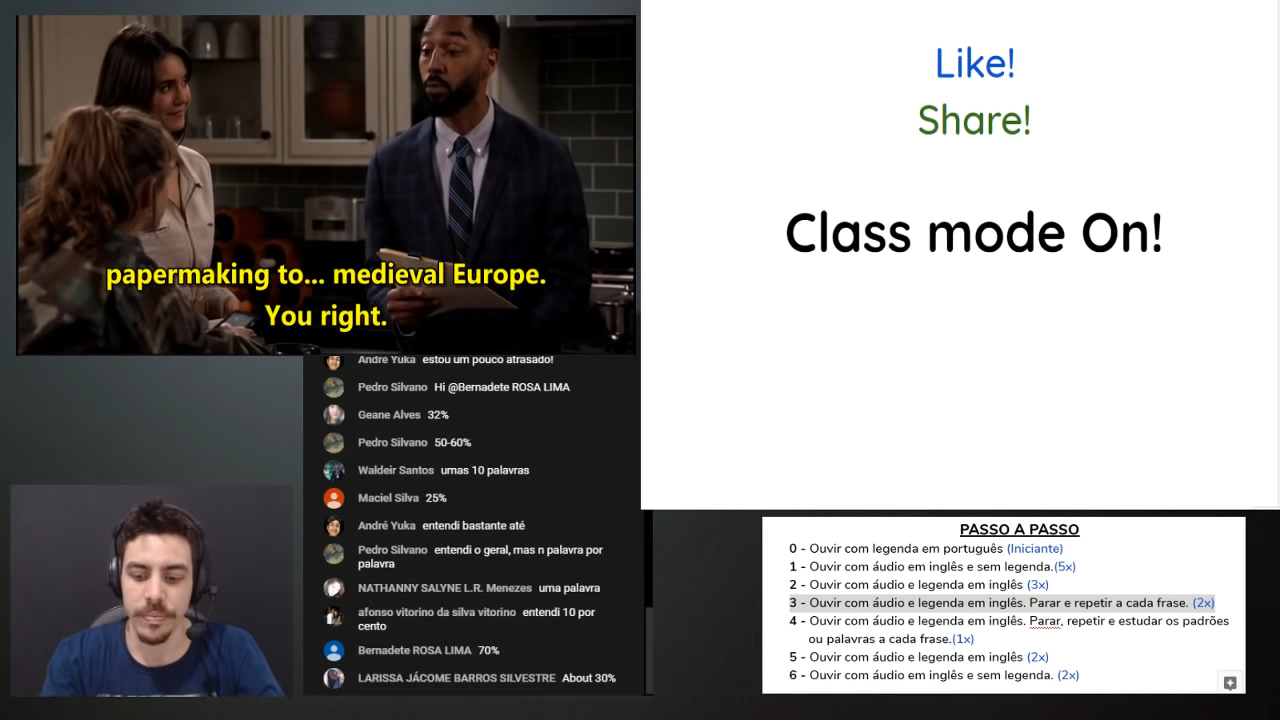 papermaking to... medieval Europe.
You right.
Like!
Share!
Class mode On!
André Yuka estou um pouco atrasado!
Pedro Silvano Hi @Bernadete ROSA LIMA
Geane Alves 32%
Pedro Silvano 50-60%
Waldeir Santos umas 10 palavras
Maciel Silva 25%
André Yuka entendi bastante até
Pedro Silvano entendi o geral, mas n palavra por
palavra
NATHANNY SALYNE L.R. Menezes uma palavra
afonso vitorino da silva vitorino entendi 10 por
cento
Bernadete ROSA LIMA 70%
LARISSA JÁCOME BARROS SILVESTRE About 30%
PASSO A PASSO
0 - Ouvir com legenda em português (Iniciante)
1 - Ouvir com áudio em inglês e sem legenda.(5x)
2 - Ouvir com áudio e legenda em inglês (3x)
3 - Ouvir com áudio e legenda em inglês. Parar e repetir a cada frase. (2x)
4 - Ouvir com áudio e legenda em inglês. Parar, repetir e estudar os padrões
ou palavras a cada frase.(1x)
5 - Ouvir com áudio e legenda em inglês (2x)
6 - Ouvir com áudio em inglês e sem legenda. (2x)